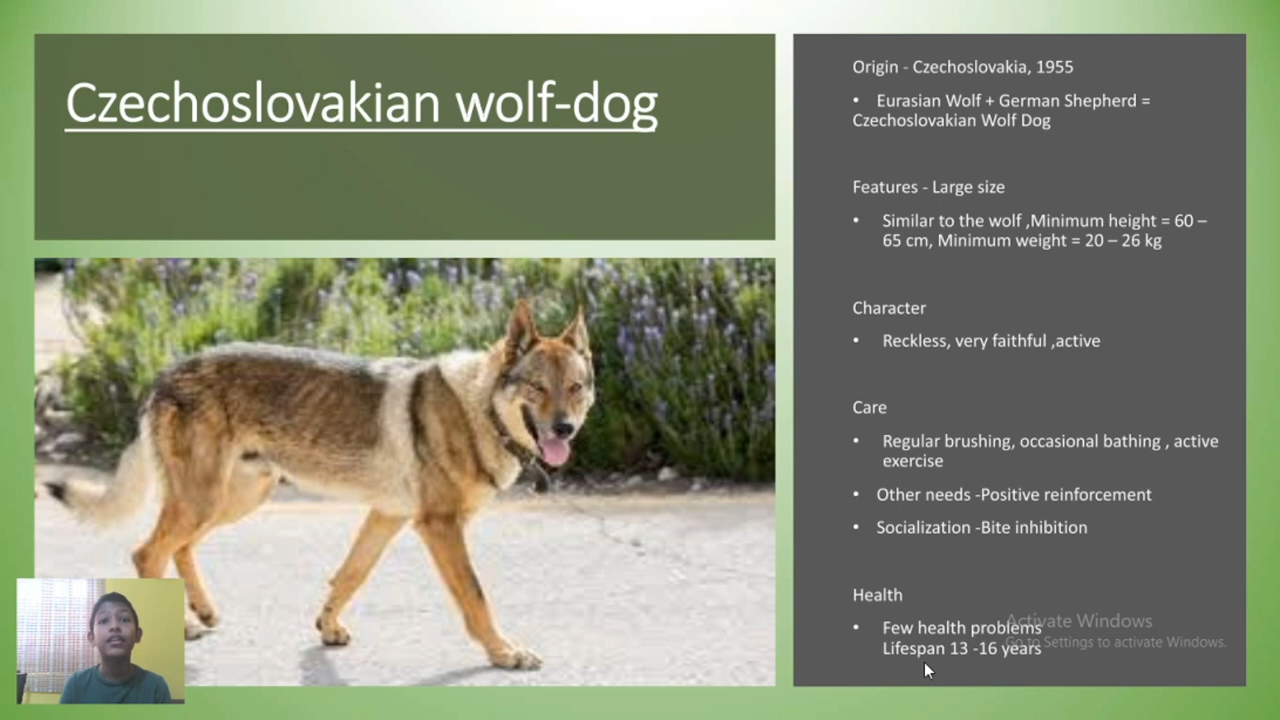 Czechoslovakian wolf-dog
Origin - Czechoslovakia, 1955
• Eurasian Wolf + German Shepherd =
Czechoslovakian Wolf Dog
Features - Large size
• Similar to the wolf ,Minimum height = 60 –
65 cm, Minimum weight = 20 – 26 kg
Character
• Reckless, very faithful ,active
Care
• Regular brushing, occasional bathing , active
exercise
• Other needs -Positive reinforcement
• Socialization -Bite inhibition
Health
• Few health problems
Lifespan 13 -16 years
Activate Windows
Go to Settings to activate Windows.